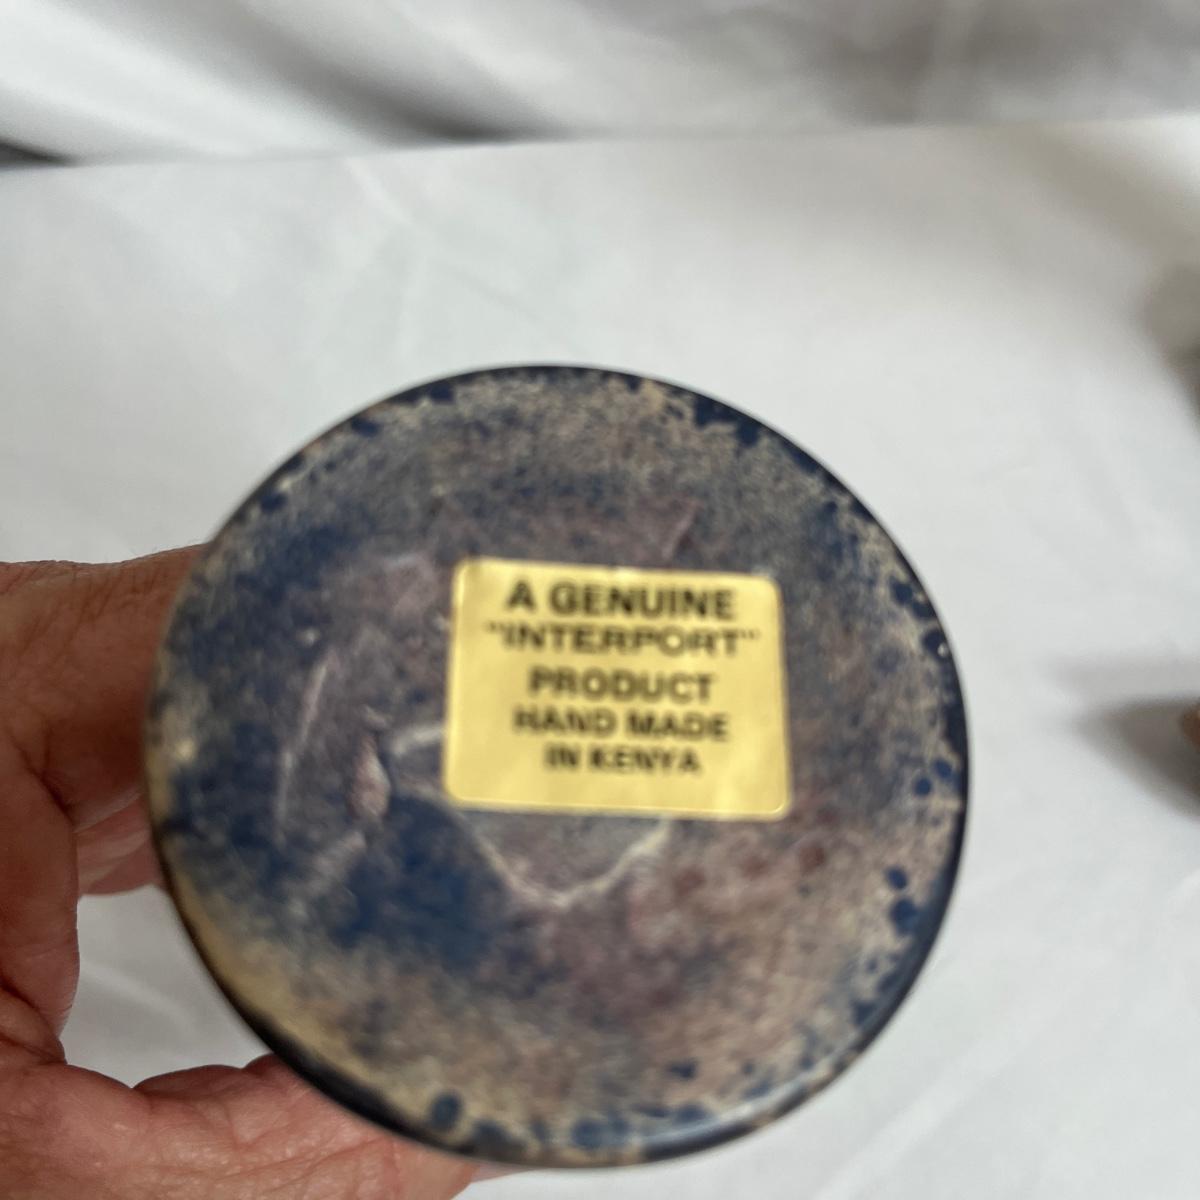 A GENUINE
"INTERPORT"
PRODUCT
HAND MADE
IN KENYA